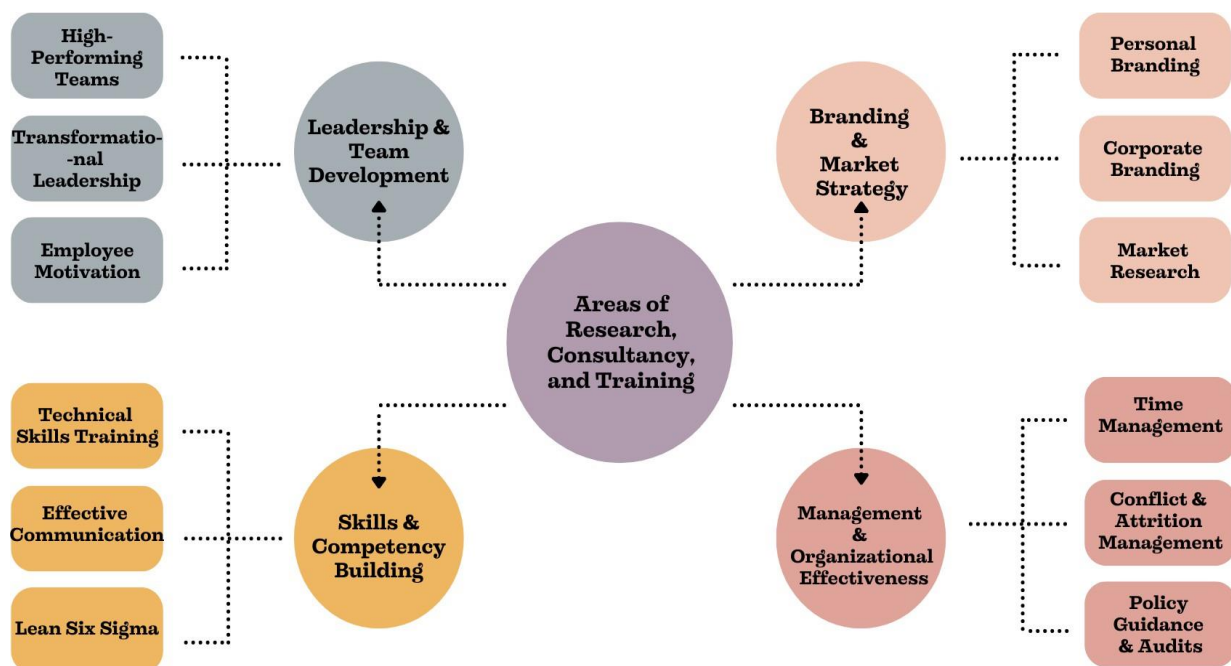 High-
Performing
Teams
Transformatio-
-nal
Leadership
Employee
Motivation
Leadership &
Team
Development
Branding
&
Market
Strategy
Personal
Branding
Corporate
Branding
Market
Research
Areas of
Research,
Consultancy,
and Training
Technical
Skills Training
Effective
Communication
Lean Six Sigma
Skills &
Competency
Building
Management
&
Organizational
Effectiveness
Time
Management
Conflict &
Attrition
Management
Policy
Guidance
& Audits